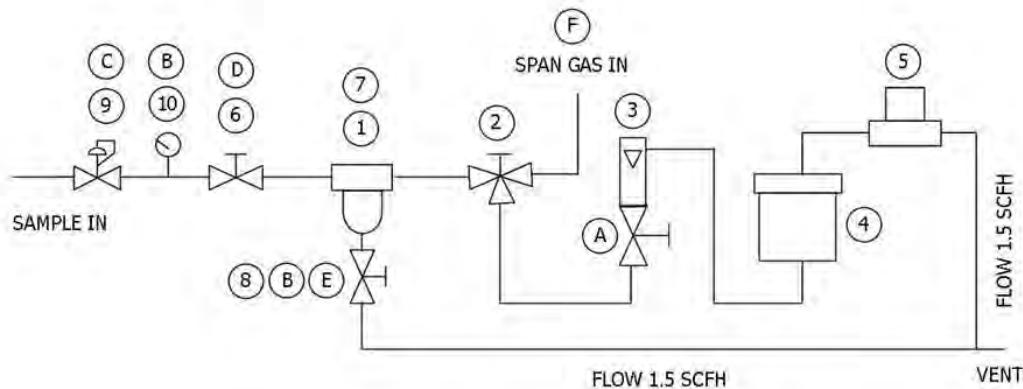 F
C
B
D
7
5
SPAN GAS IN
9
10
6
1
2
3
SAMPLE IN
A
4
8
B
E
FLOW 1.5 SCFH
FLOW 1.5 SCFH
VENT